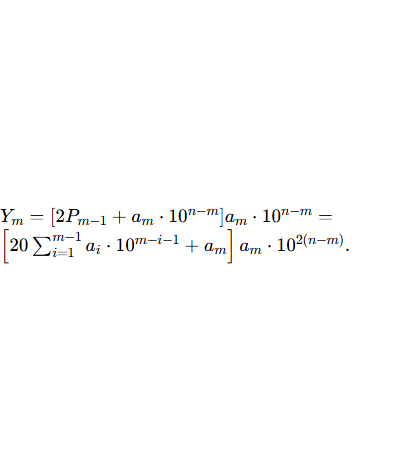 Y_m = [2P_{m-1} + a_m · 10^{n-m}]a_m · 10^{n-m} =
[20 ∑_{i=1}^{m-1} a_i · 10^{m-i-1} + a_m] a_m · 10^{2(n-m)}.